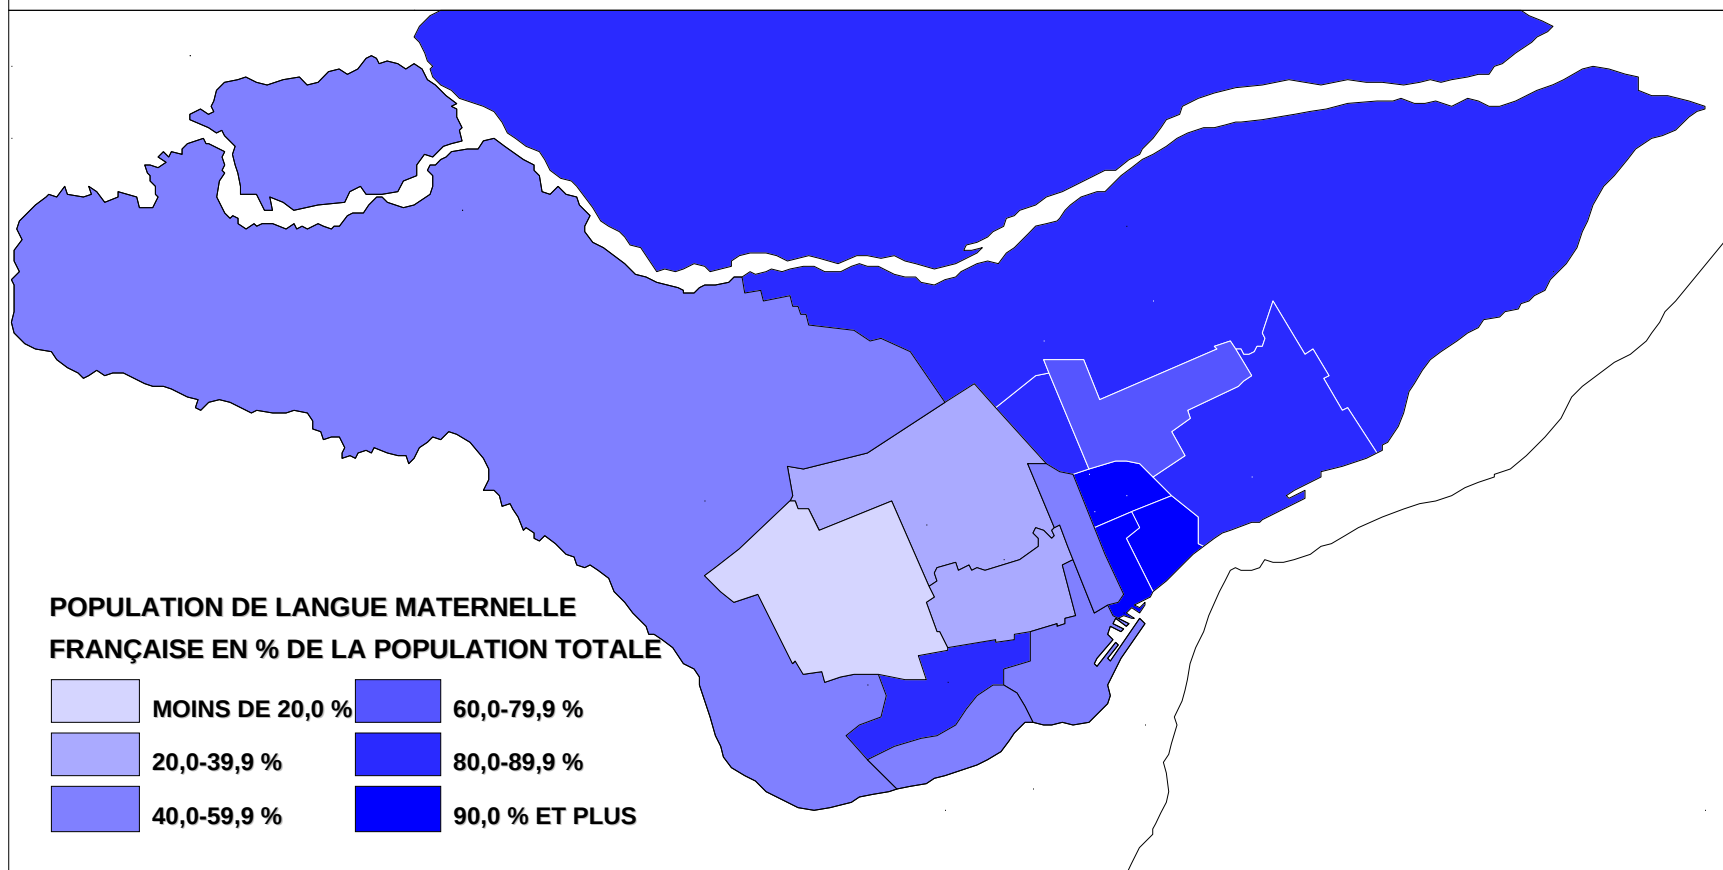 POPULATION DE LANGUE MATERNELLE
FRANÇAISE EN % DE LA POPULATION TOTALE
MOINS DE 20,0 %
20,0-39,9 %
40,0-59,9 %
60,0-79,9 %
80,0-89,9 %
90,0 % ET PLUS